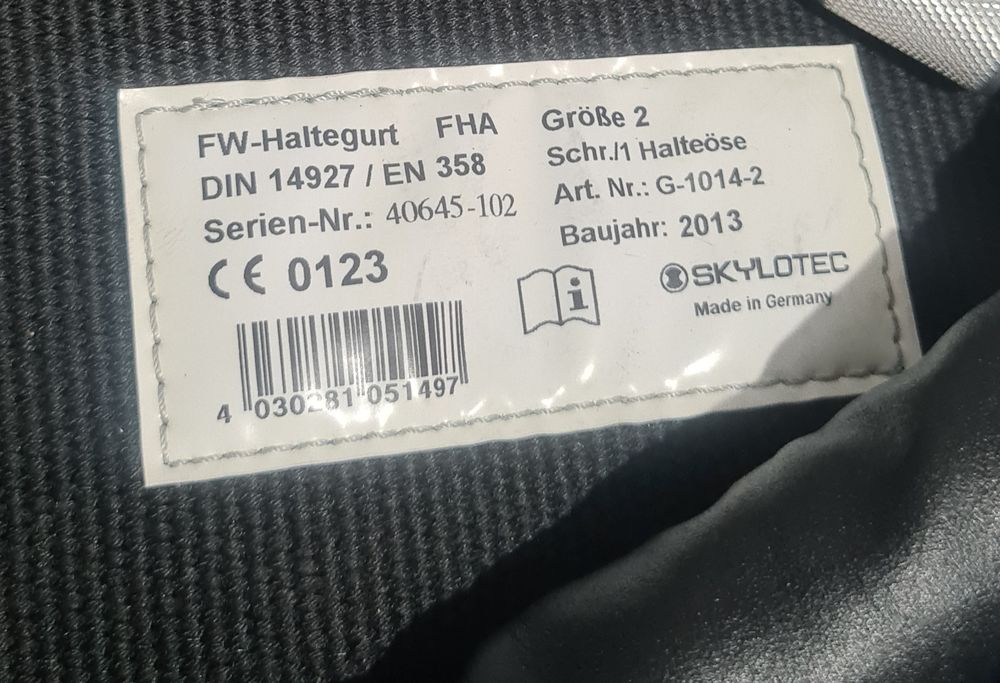 FW-Haltegurt FHA
DIN 14927 / EN 358
Serien-Nr.: 40645-102
CE 0123
4 030281 051497
Größe 2
Schr./1 Halteöse
Art. Nr.: G-1014-2
Baujahr: 2013
i
SKYLOTEC
Made in Germany